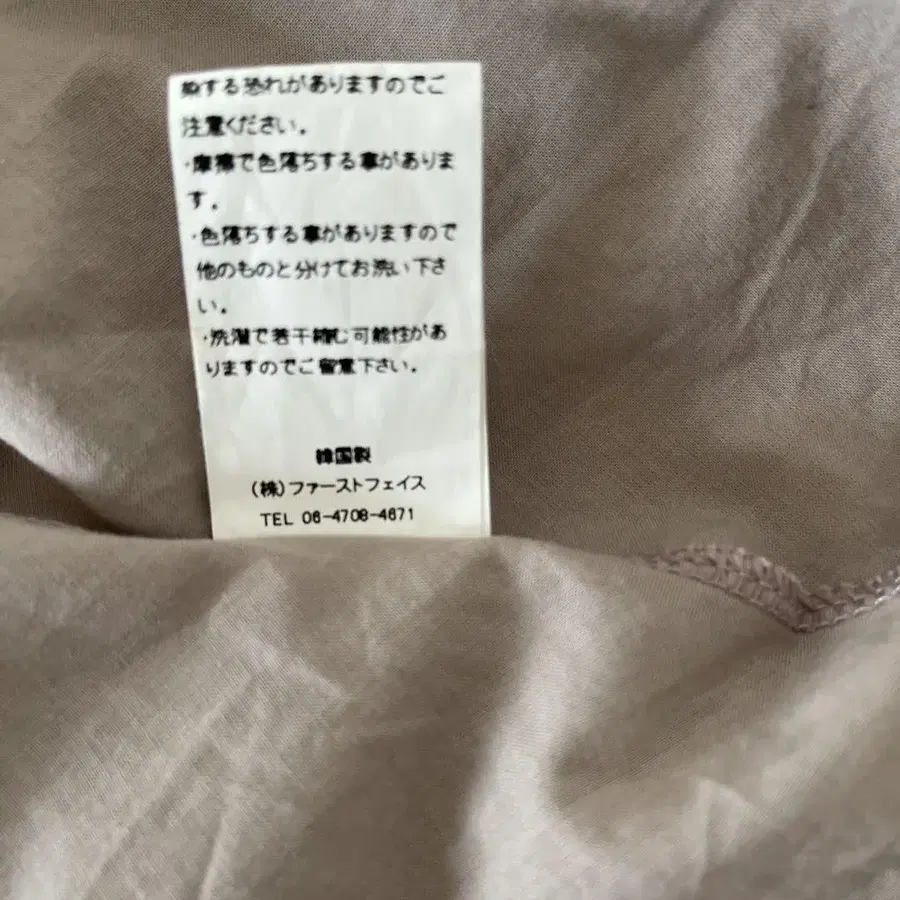 染する恐れがありますのでご
注意ください。
・摩擦で色落ちする事がありま
す。
・色落ちする事がありますので
他のものと分けてお洗い下さ
い。
・洗濯で若干縮む可能性があ
りますのでご留意下さい。
韓国製
(株)ファーストフェイス
TEL 06-4708-4671